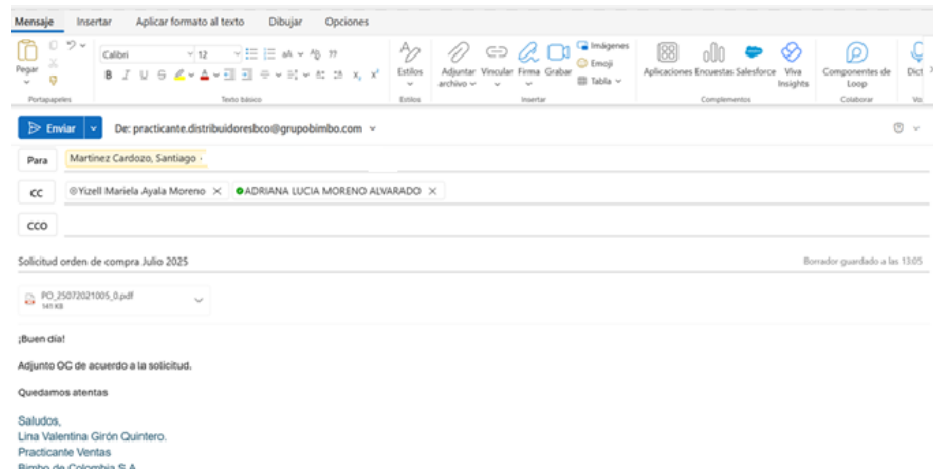 Mensaje Insertar Aplicar formato al texto Dibujar Opciones
Pegar
Calibri 12
Estilos
Adjuntar archivo
Vincular
Firma
Grabar
Imágenes
Emoji
Tabla
Aplicaciones
Encuestas
Salesforce
Viva Insights
Componentes de Loop
Dict
Portapapeles Texto básico Estilos Insertar Complementos Colaborar Voz
Enviar De: practicante.distribuidoresbco@grupobimbo.com
Para Martinez Cardozo, Santiago
CC Yizell Mariela Ayala Moreno ADRIANA LUCIA MORENO ALVARADO
CCO
Solicitud orden de compra Julio 2025 Borrador guardado a las 13:05
PO_25072021005_0.pdf
141 KB
¡Buen día!
Adjunto OC de acuerdo a la solicitud.
Quedamos atentas
Saludos,
Lina Valentina Girón Quintero.
Practicante Ventas
Bimbo de Colombia S.A.